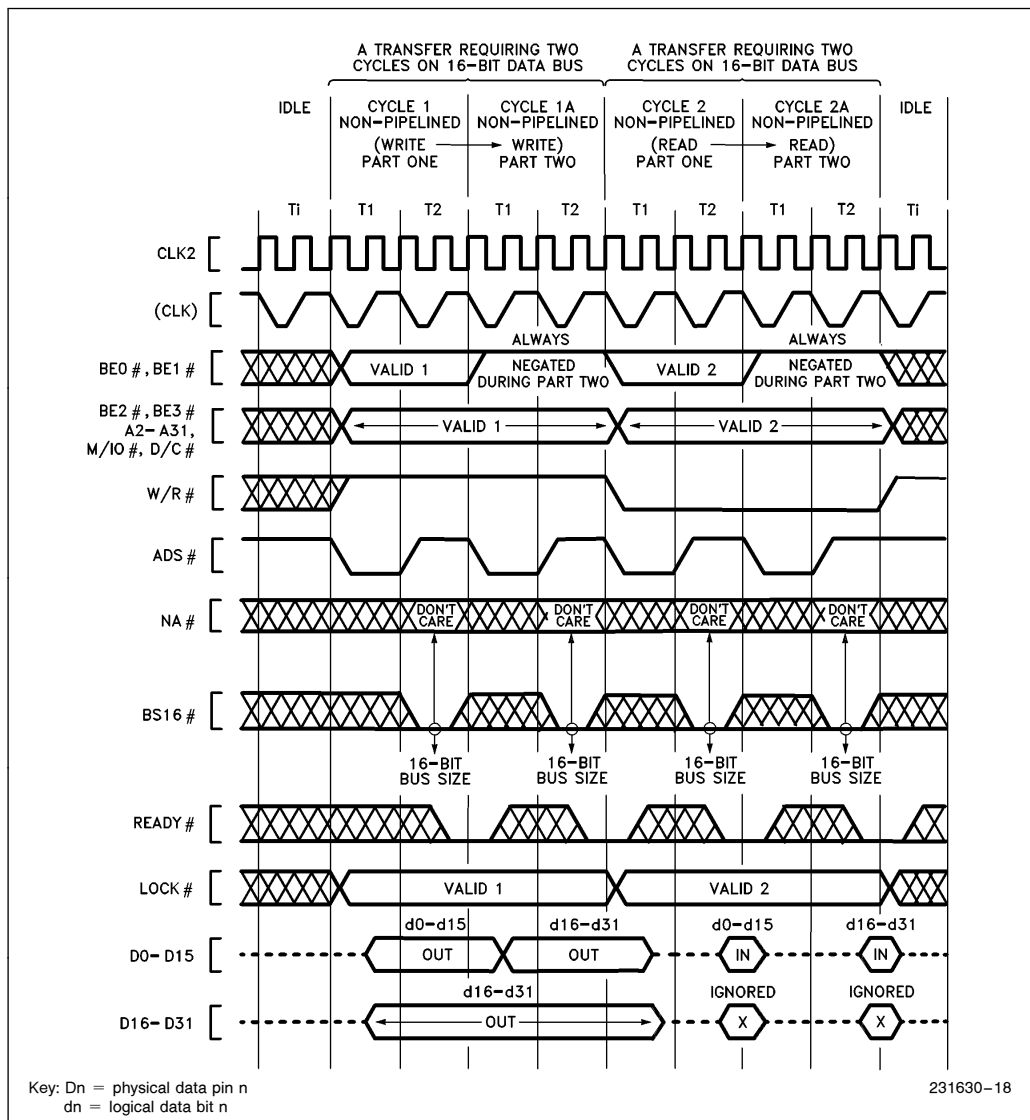 A TRANSFER REQUIRING TWO CYCLES ON 16-BIT DATA BUS
A TRANSFER REQUIRING TWO CYCLES ON 16-BIT DATA BUS
IDLE
CYCLE 1 NON-PIPELINED
CYCLE 1A NON-PIPELINED
CYCLE 2 NON-PIPELINED
CYCLE 2A NON-PIPELINED
IDLE
(WRITE PART ONE
WRITE) PART TWO
(READ PART ONE
READ) PART TWO
Ti T1 T2 T1 T2 T1 T2 T1 T2 Ti
CLK2
(CLK)
BE0 #, BE1 #
VALID 1
ALWAYS NEGATED DURING PART TWO
VALID 2
ALWAYS NEGATED DURING PART TWO
BE2 #, BE3 #
A2-A31,
M/IO #, D/C #
VALID 1
VALID 2
W/R #
ADS #
NA #
DON'T CARE
DON'T CARE
DON'T CARE
DON'T CARE
BS16 #
16-BIT BUS SIZE
16-BIT BUS SIZE
16-BIT BUS SIZE
16-BIT BUS SIZE
READY #
LOCK #
VALID 1
VALID 2
d0-d15 d16-d31 d0-d15 d16-d31
D0-D15
OUT OUT IN IN
d16-d31 IGNORED IGNORED
D16-D31
OUT X X
Key: Dn = physical data pin n
dn = logical data bit n
231630-18